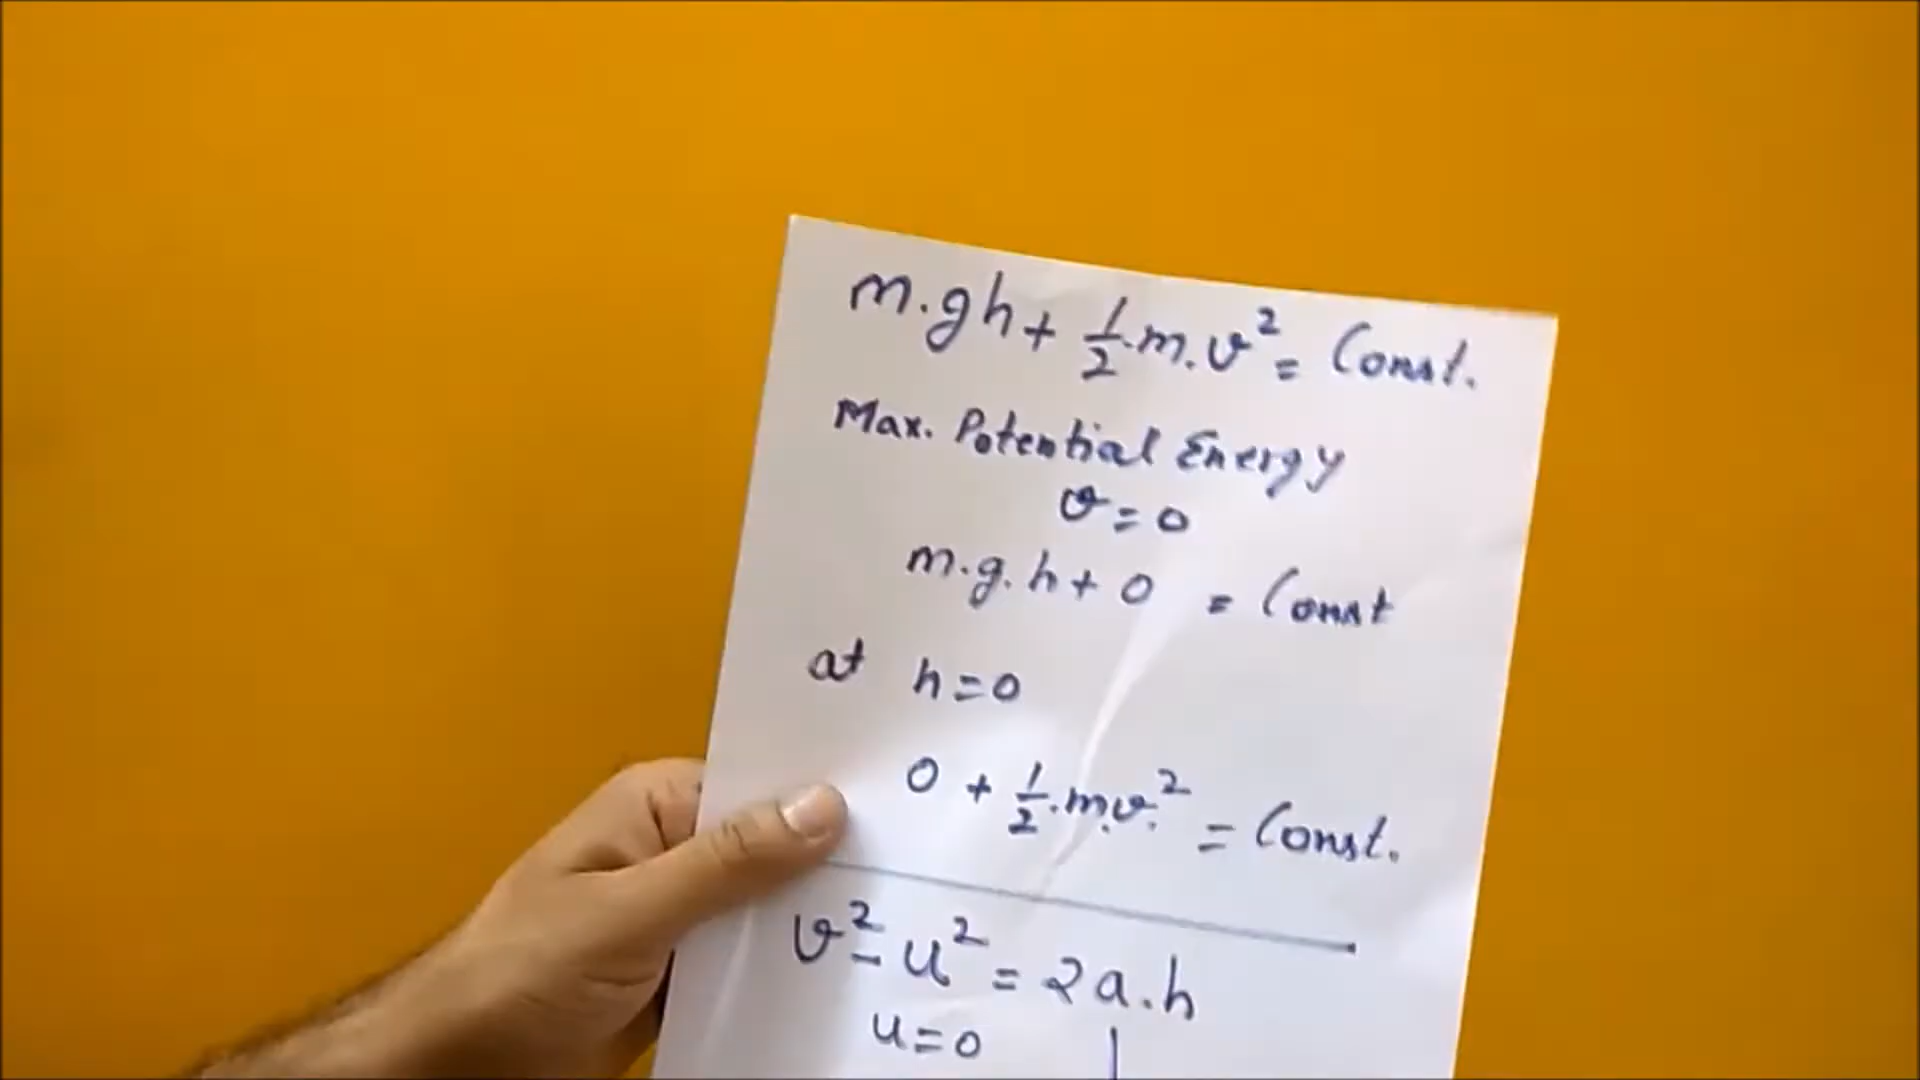 m.gh + 1/2.m.v² = Const.
Max. Potential Energy
v = 0
m.g.h + 0 = Const
at h = 0
0 + 1/2.m.v.² = Const.
v² - u² = 2a.h
u = 0